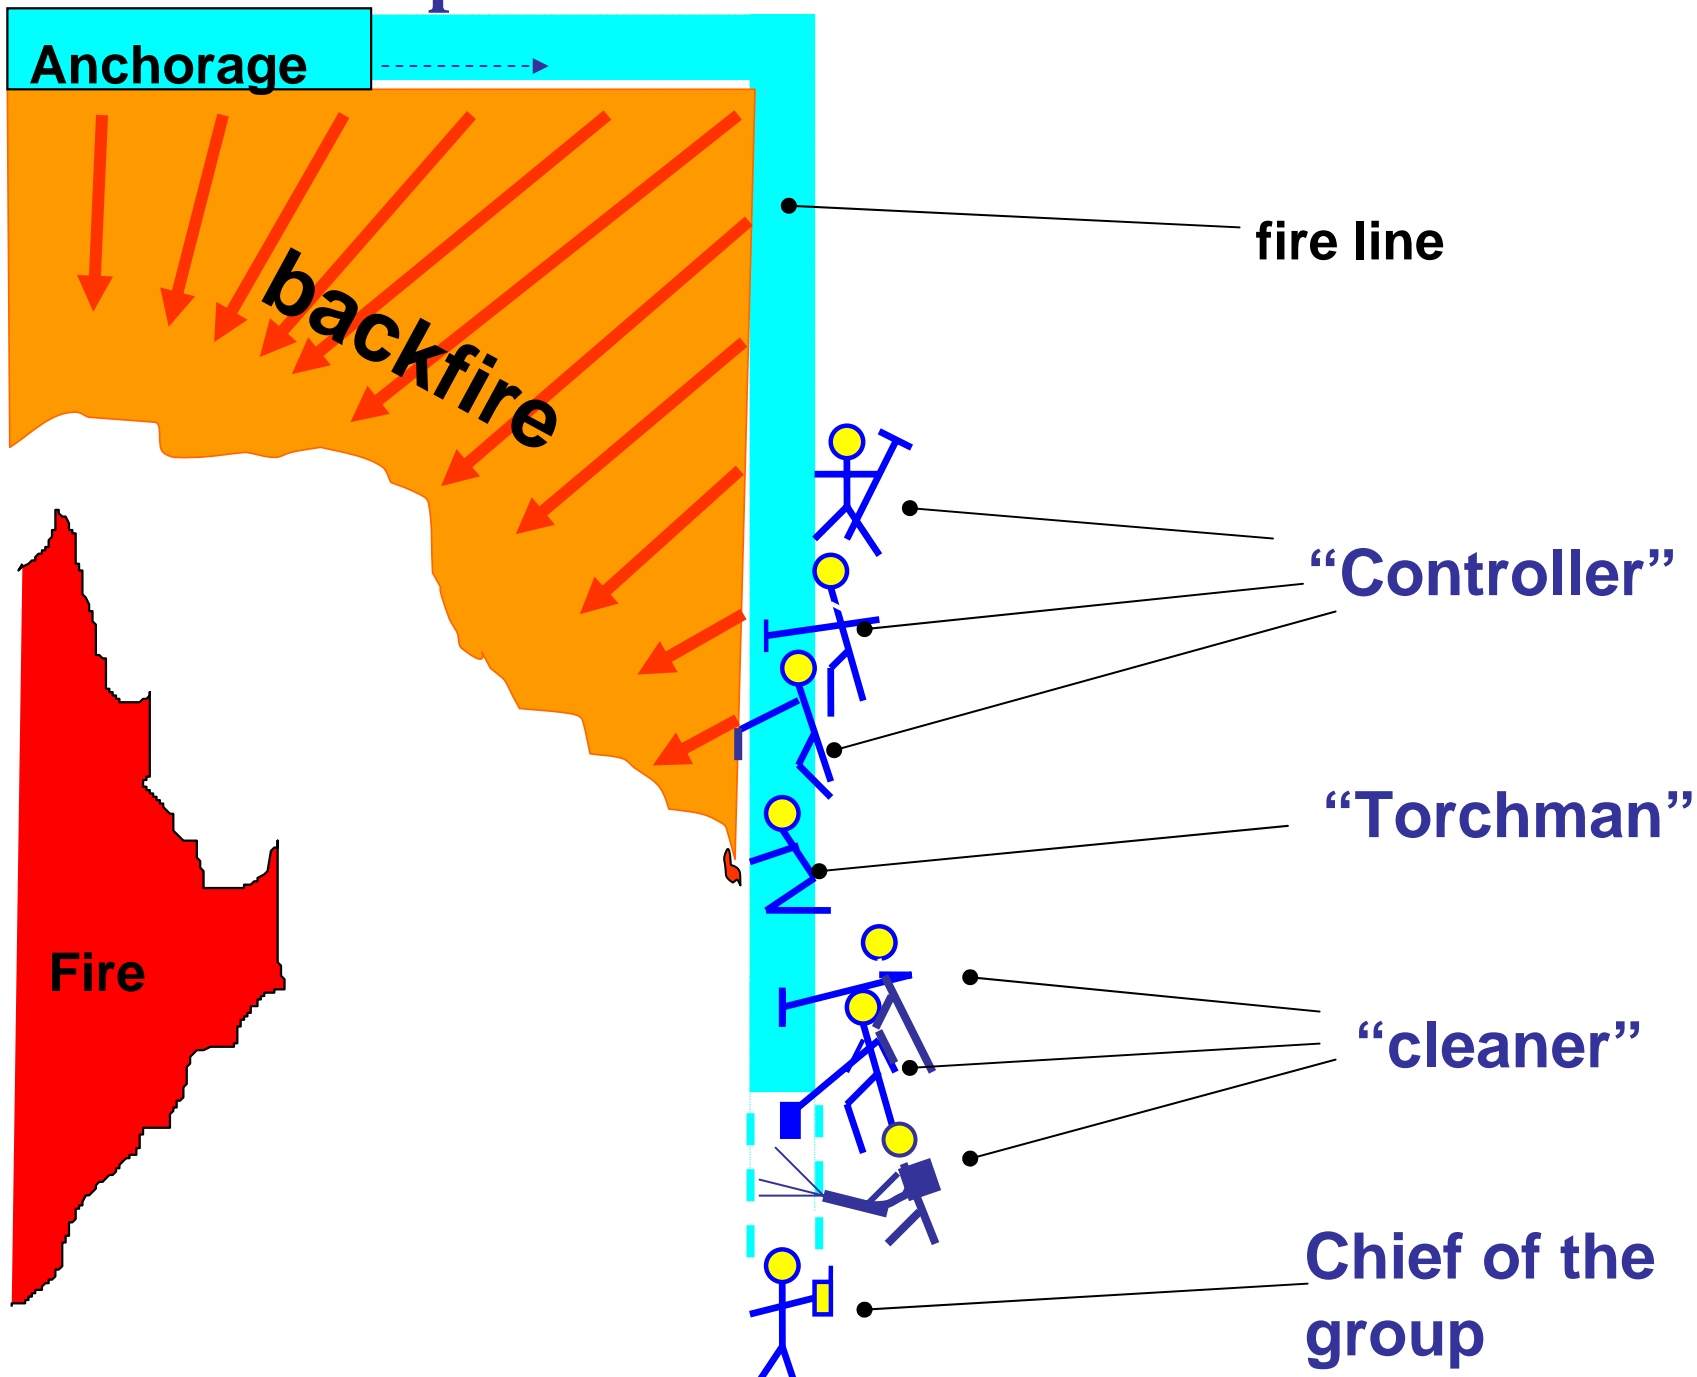 Anchorage
fire line
backfire
“Controller”
“Torchman”
Fire
“cleaner”
Chief of the
group